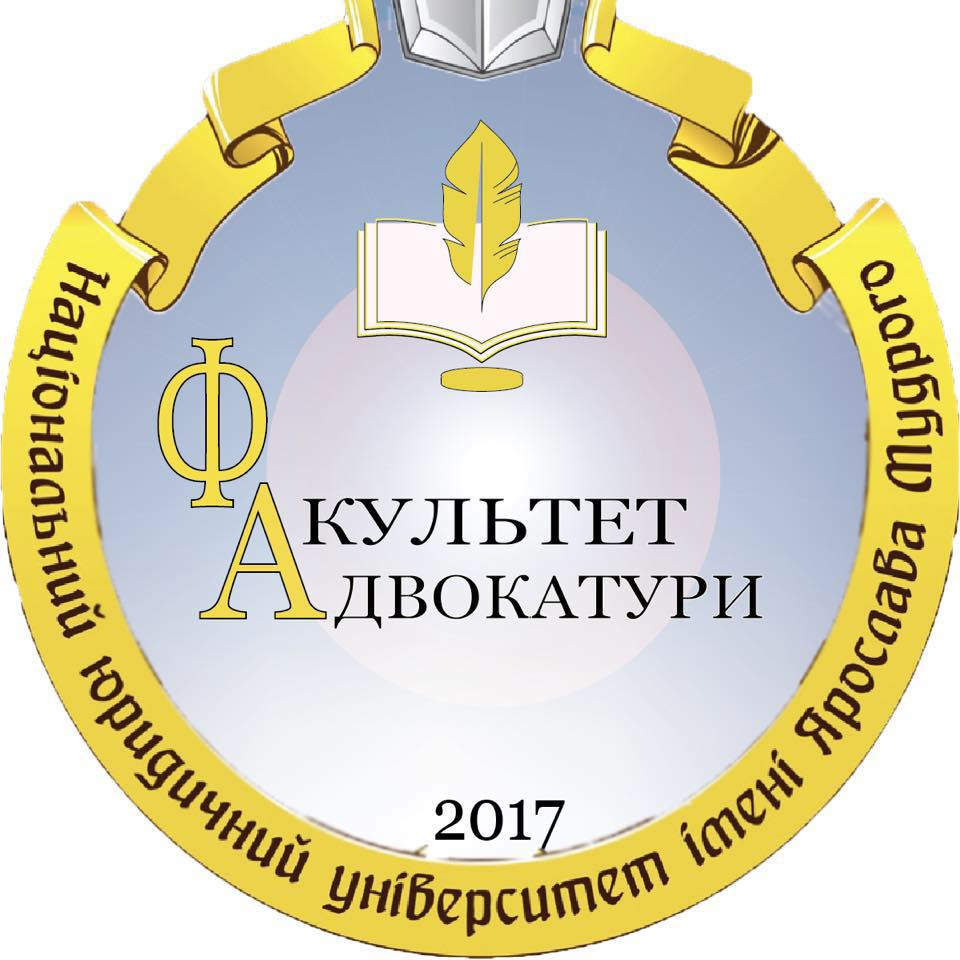 ФАКУЛЬТЕТ
АДВОКАТУРИ
2017
Національний юридичний університет імені Ярослава Мудрого